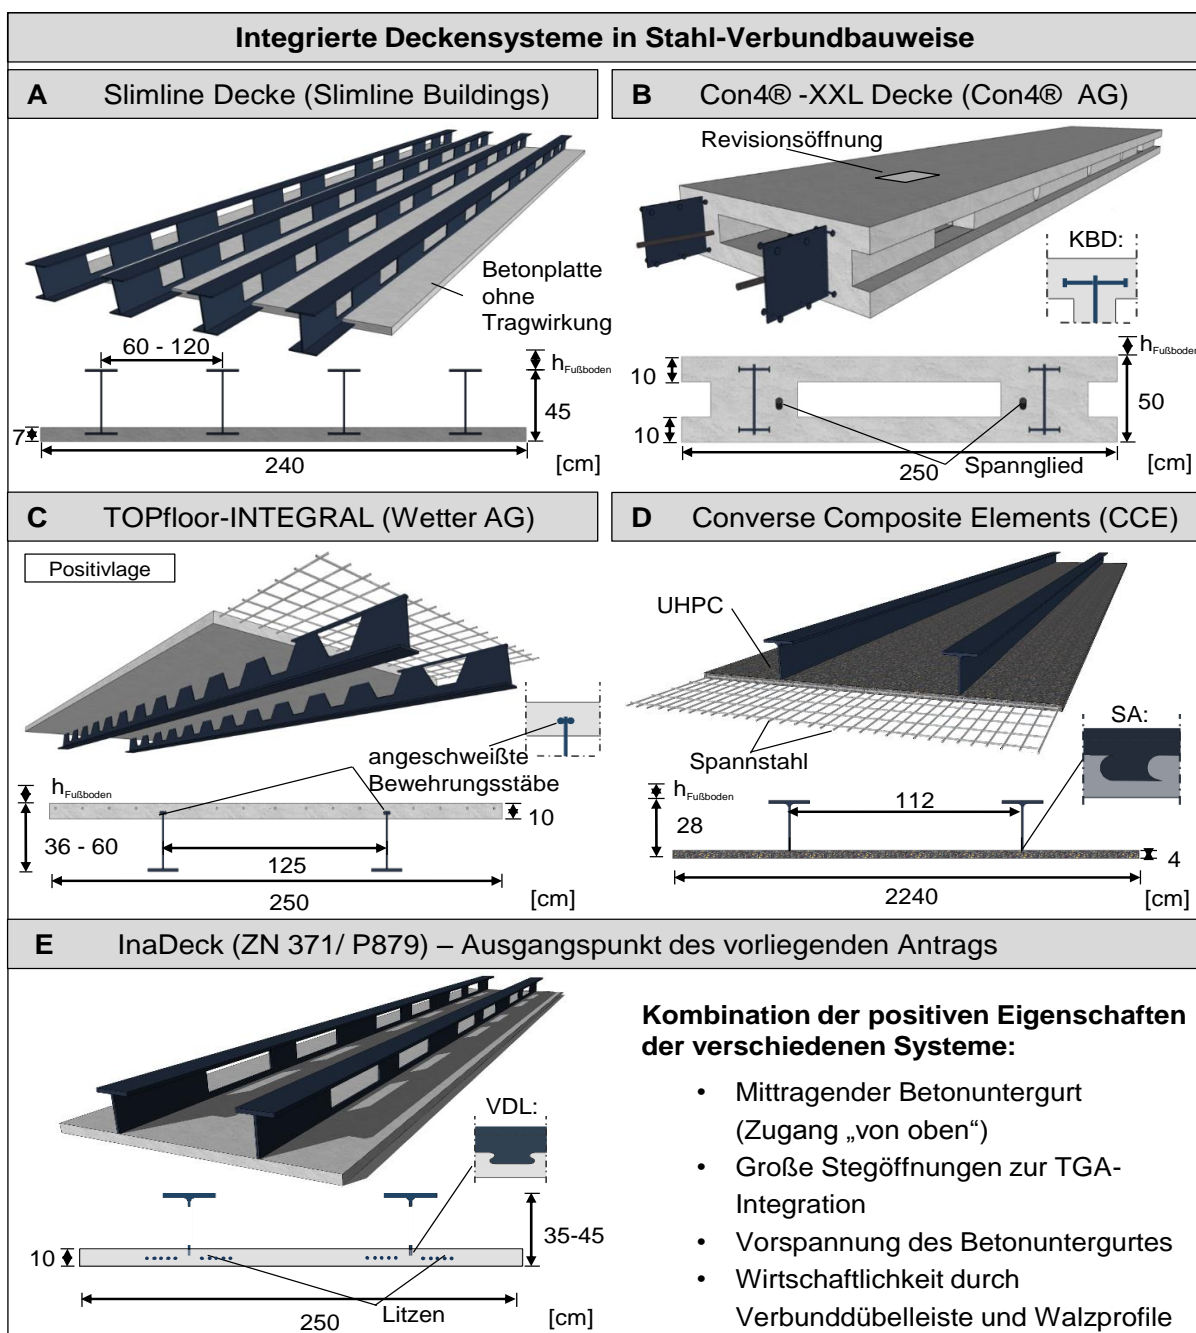 Integrierte Deckensysteme in Stahl-Verbundbauweise
A Slimline Decke (Slimline Buildings)
Betonplatte
ohne
Tragwirkung
60 - 120
hFußboden
45
7
240
[cm]
B Con4® -XXL Decke (Con4® AG)
Revisionsöffnung
KBD:
hFußboden
10
50
10
250
Spannglied
[cm]
C TOPfloor-INTEGRAL (Wetter AG)
Positivlage
angeschweißte
Bewehrungsstäbe
hFußboden
10
36 - 60
125
250
[cm]
D Converse Composite Elements (CCE)
UHPC
SA:
Spannstahl
hFußboden
112
28
4
2240
[cm]
E InaDeck (ZN 371/ P879) – Ausgangspunkt des vorliegenden Antrags
VDL:
35-45
10
Litzen
250
[cm]
Kombination der positiven Eigenschaften
der verschiedenen Systeme:
• Mittragender Betonuntergurt
(Zugang „von oben“)
• Große Stegöffnungen zur TGA-
Integration
• Vorspannung des Betonuntergurtes
• Wirtschaftlichkeit durch
Verbunddübelleiste und Walzprofile